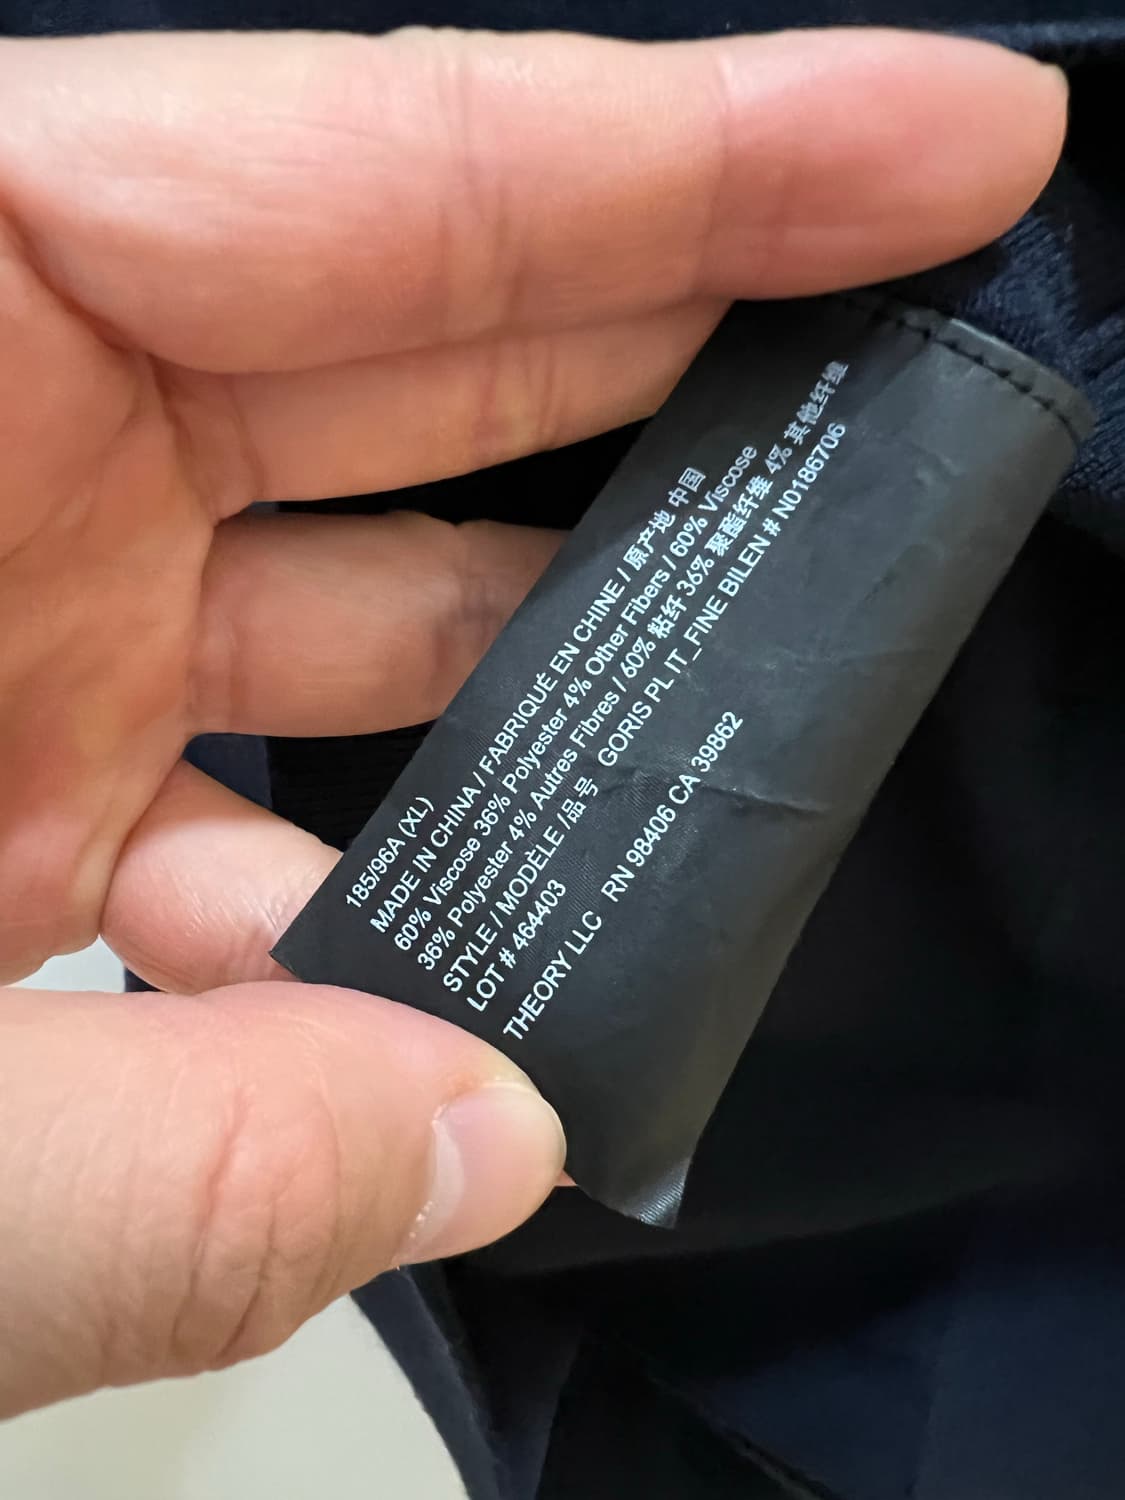 185/96A (XL)
MADE IN CHINA / FABRIQUÉ EN CHINE / 原产地 中国
60% Viscose 36% Polyester 4% Other Fibers / 60% Viscose
36% Polyester 4% Autres Fibres / 60% 粘纤 36% 聚酯纤维 4% 其他纤维
STYLE / MODÈLE /品号 GORIS PL IT_FINE BILEN # N0186706
LOT # 464403
THEORY LLC RN 98406 CA 39862